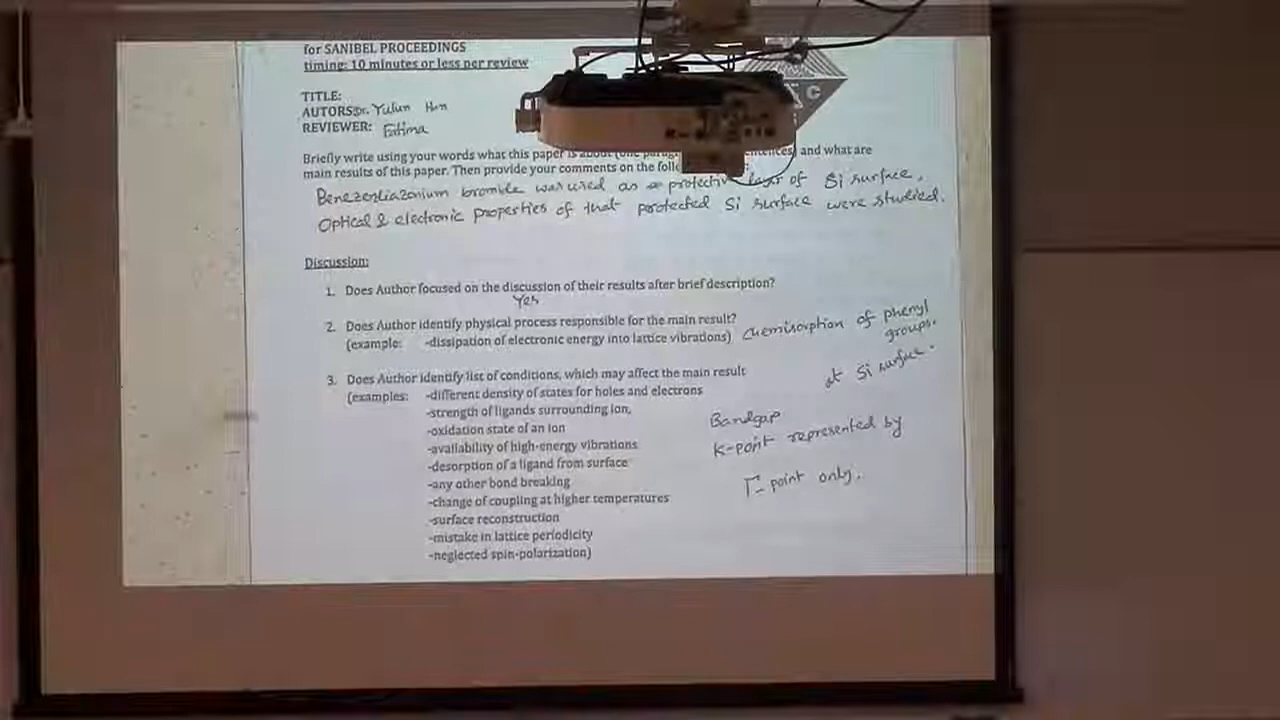 for SANIBEL PROCEEDINGS
timing: 10 minutes or less per review
C
TITLE:
AUTORS: Dr. Yulun Han
REVIEWER: Fatima
Briefly write using your words what this paper is about (one and what are
main results of this paper. Then provide your comments on the
Benezendiazonium bromide was used as a protective layer of Si surface.
Optical & electronic properties of that protected Si surface were studied.
Discussion:
1. Does Author focused on the discussion of their results after brief description?
Yes
2. Does Author identify physical process responsible for the main result?
(example: -dissipation of electronic energy into lattice vibrations) chemisorption of phenyl
groups.
at Si surface.
3. Does Author identify list of conditions, which may affect the main result
(examples: -different density of states for holes and electrons
-strength of ligands surrounding ion,
-oxidation state of an ion
Bandgap
-availability of high-energy vibrations
K-point represented by
-desorption of a ligand from surface
-any other bond breaking
Γ-point only.
-change of coupling at higher temperatures
-surface reconstruction
-mistake in lattice periodicity
-neglected spin-polarization)